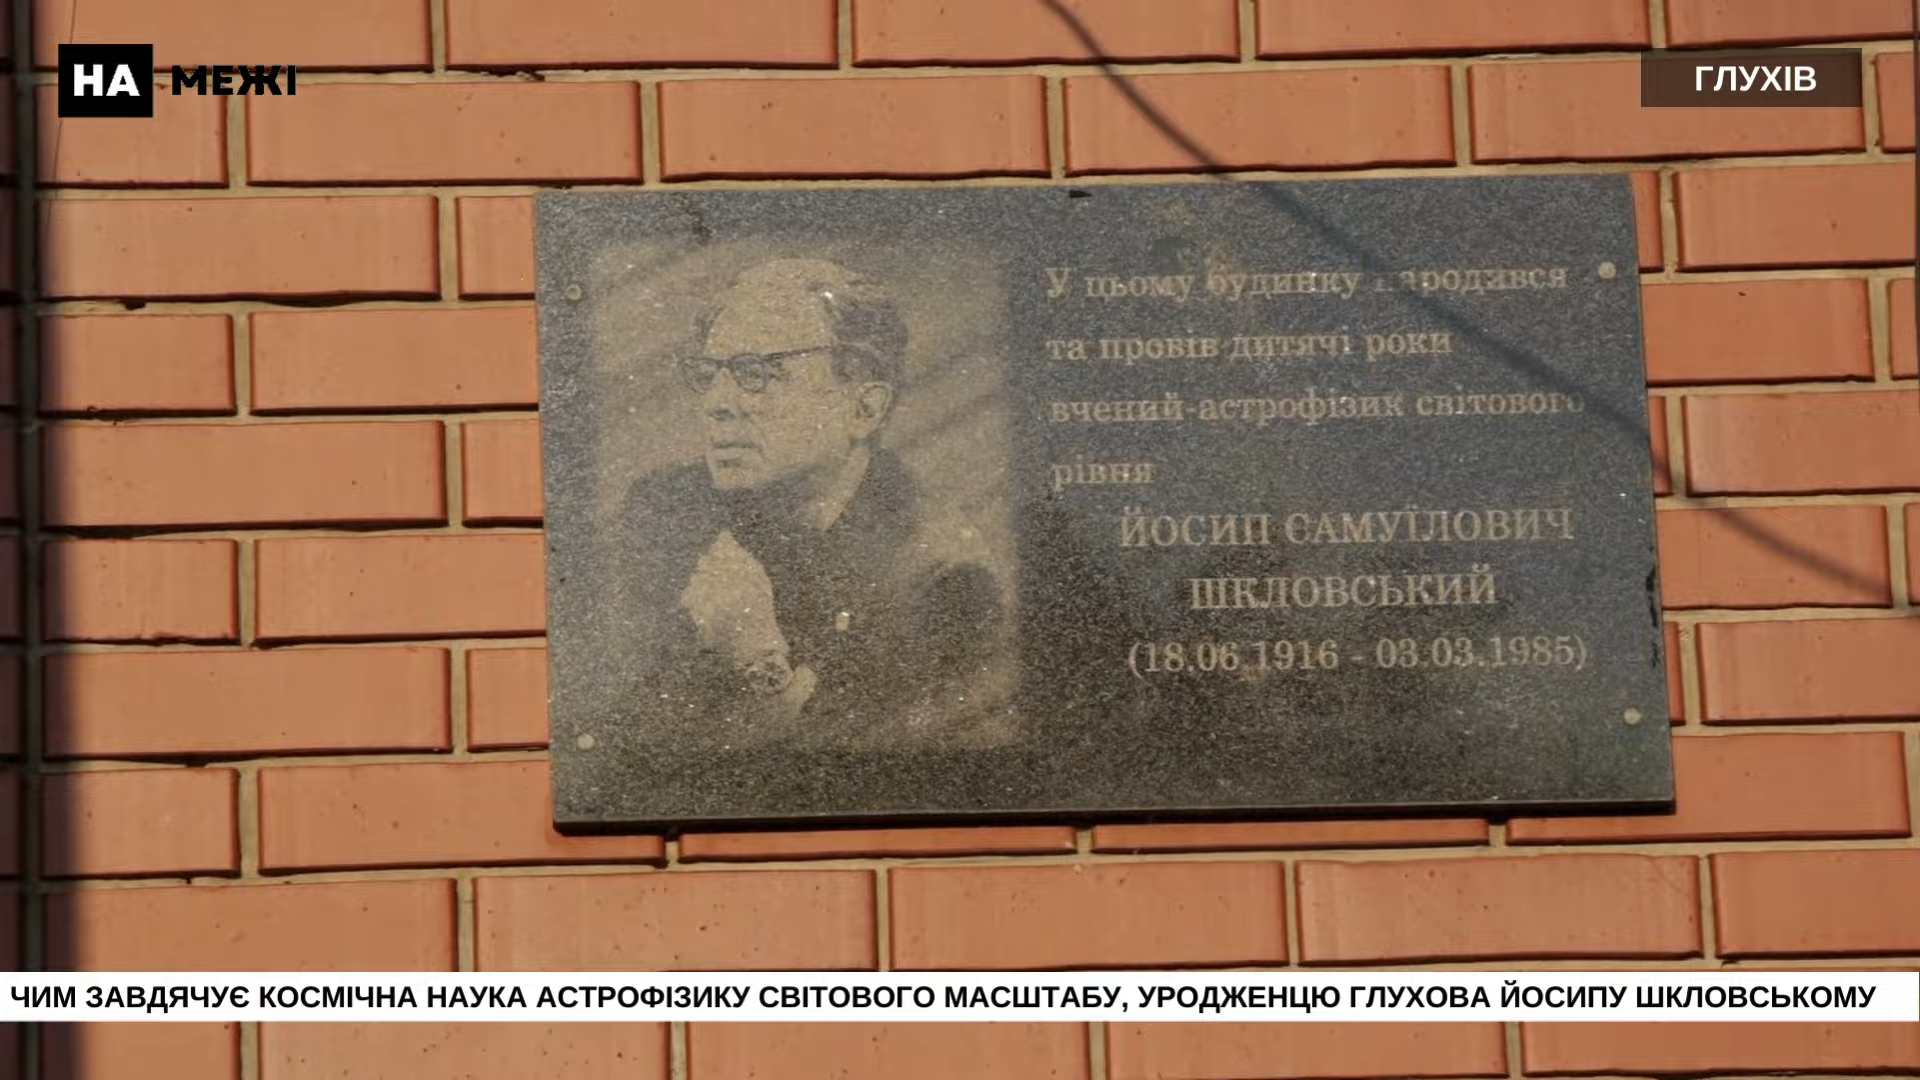 НА МЕЖІ
ГЛУХІВ
У цьому будинку народився
та провів дитячі роки
вчений-астрофізик світового
рівня
ЙОСИП САМУЇЛОВИЧ
ШКЛОВСЬКИЙ
(18.06.1916 - 03.03.1985)
ЧИМ ЗАВДЯЧУЄ КОСМІЧНА НАУКА АСТРОФІЗИКУ СВІТОВОГО МАСШТАБУ, УРОДЖЕНЦЮ ГЛУХОВА ЙОСИПУ ШКЛОВСЬКОМУ